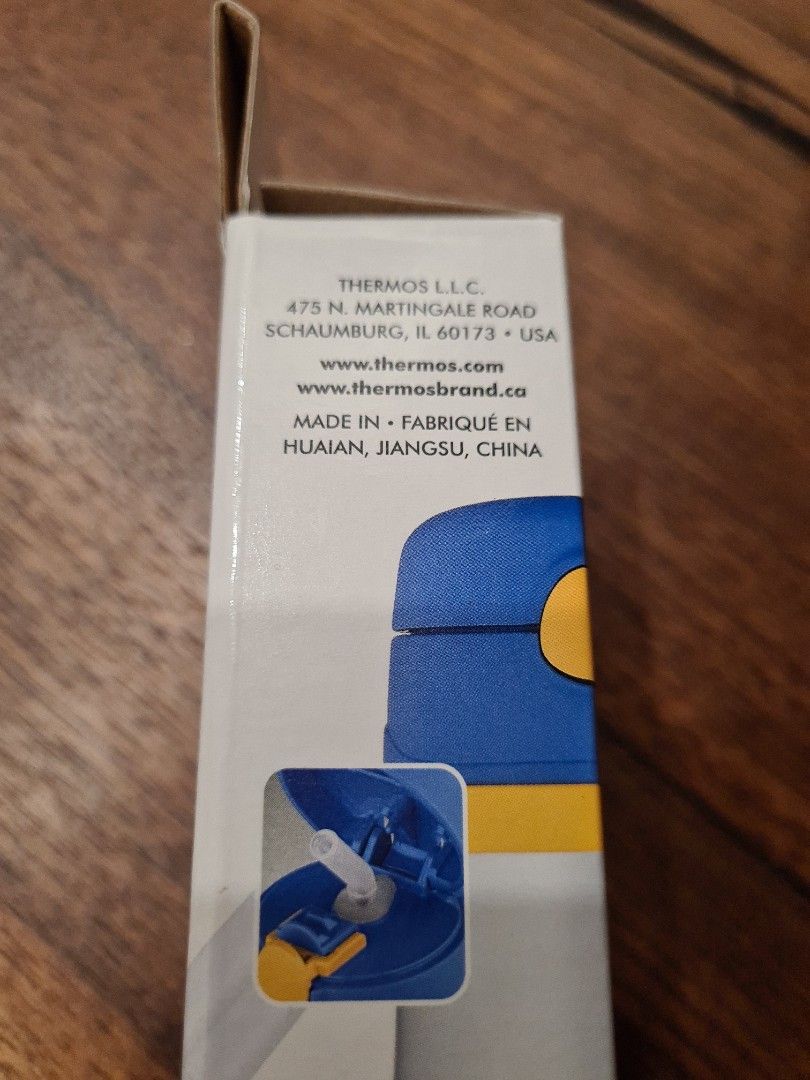 THERMOS L.L.C.
475 N. MARTINGALE ROAD
SCHAUMBURG, IL 60173 • USA
www.thermos.com
www.thermosbrand.ca
MADE IN • FABRIQUÉ EN
HUAIAN, JIANGSU, CHINA